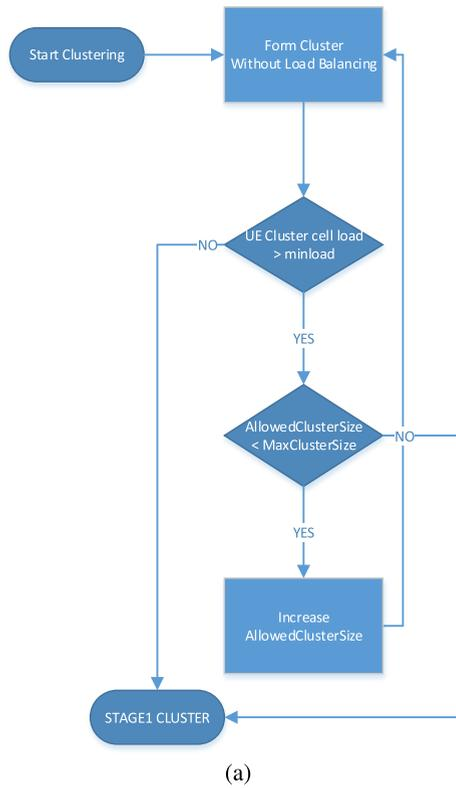 Start Clustering
Form Cluster
Without Load Balancing
UE Cluster cell load
> minload
NO
YES
AllowedClusterSize
< MaxClusterSize
NO
YES
Increase
AllowedClusterSize
STAGE1 CLUSTER
(a)